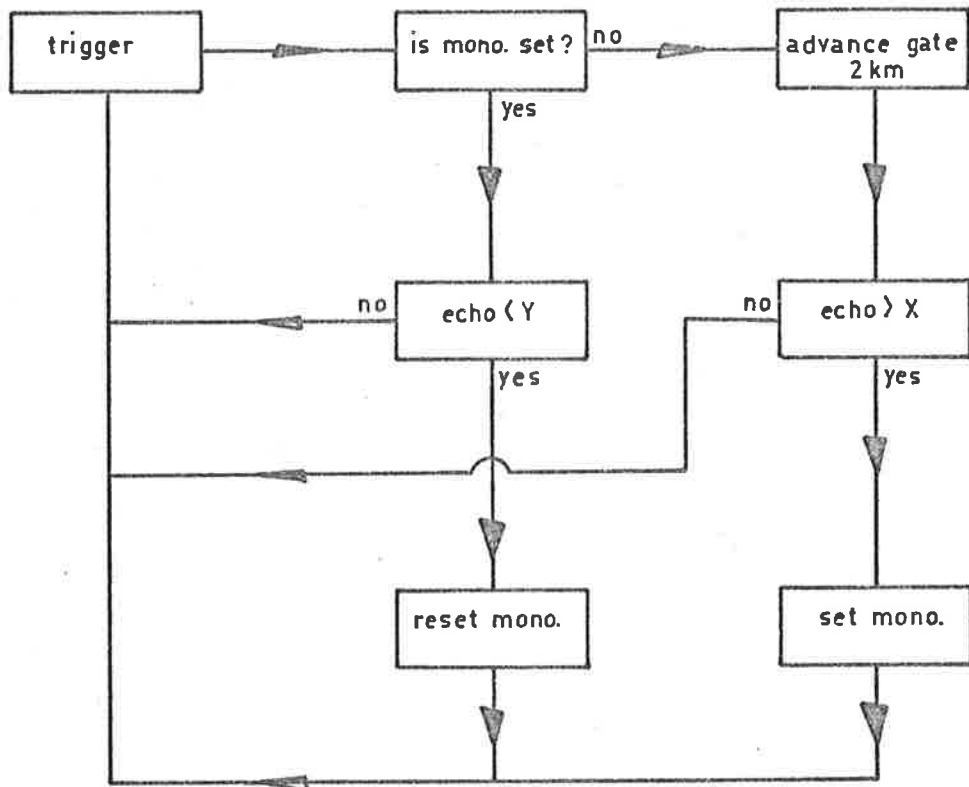 trigger
is mono. set?
no
advance gate
2 km
yes
no
echo < Y
no
echo > X
yes
yes
reset mono.
set mono.